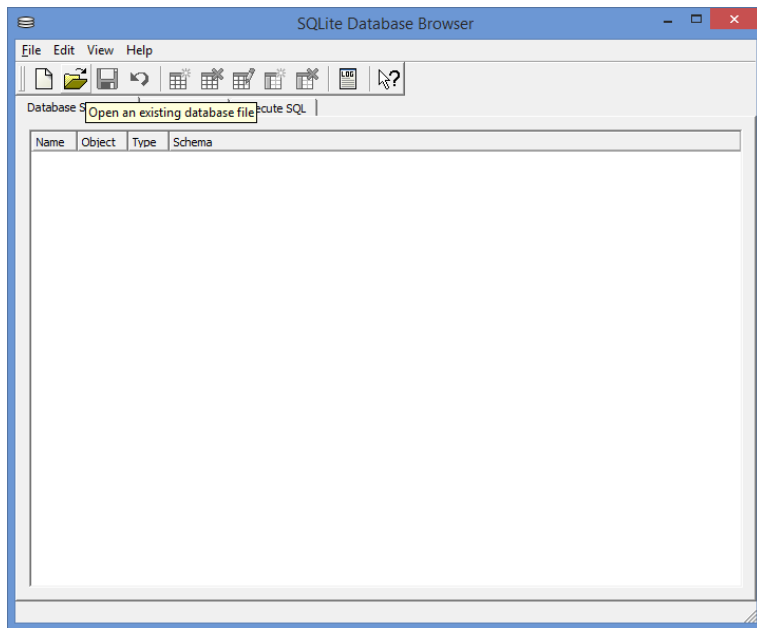 SQLite Database Browser
File Edit View Help
LOG ?
Database S Open an existing database file ecute SQL
Name Object Type Schema